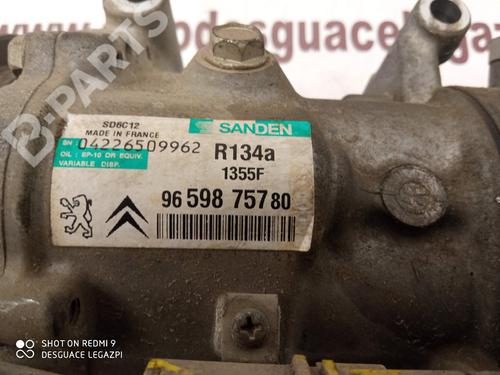 desguacel
B-PARTS
SD6C12
MADE IN FRANCE
SANDEN
SN 04226509962
R134a
OIL : SP-10 OR EQUIV.
VARIABLE DISP.
1355F
96 598 757 80
SHOT ON REDMI 9
DESGUACE LEGAZPI